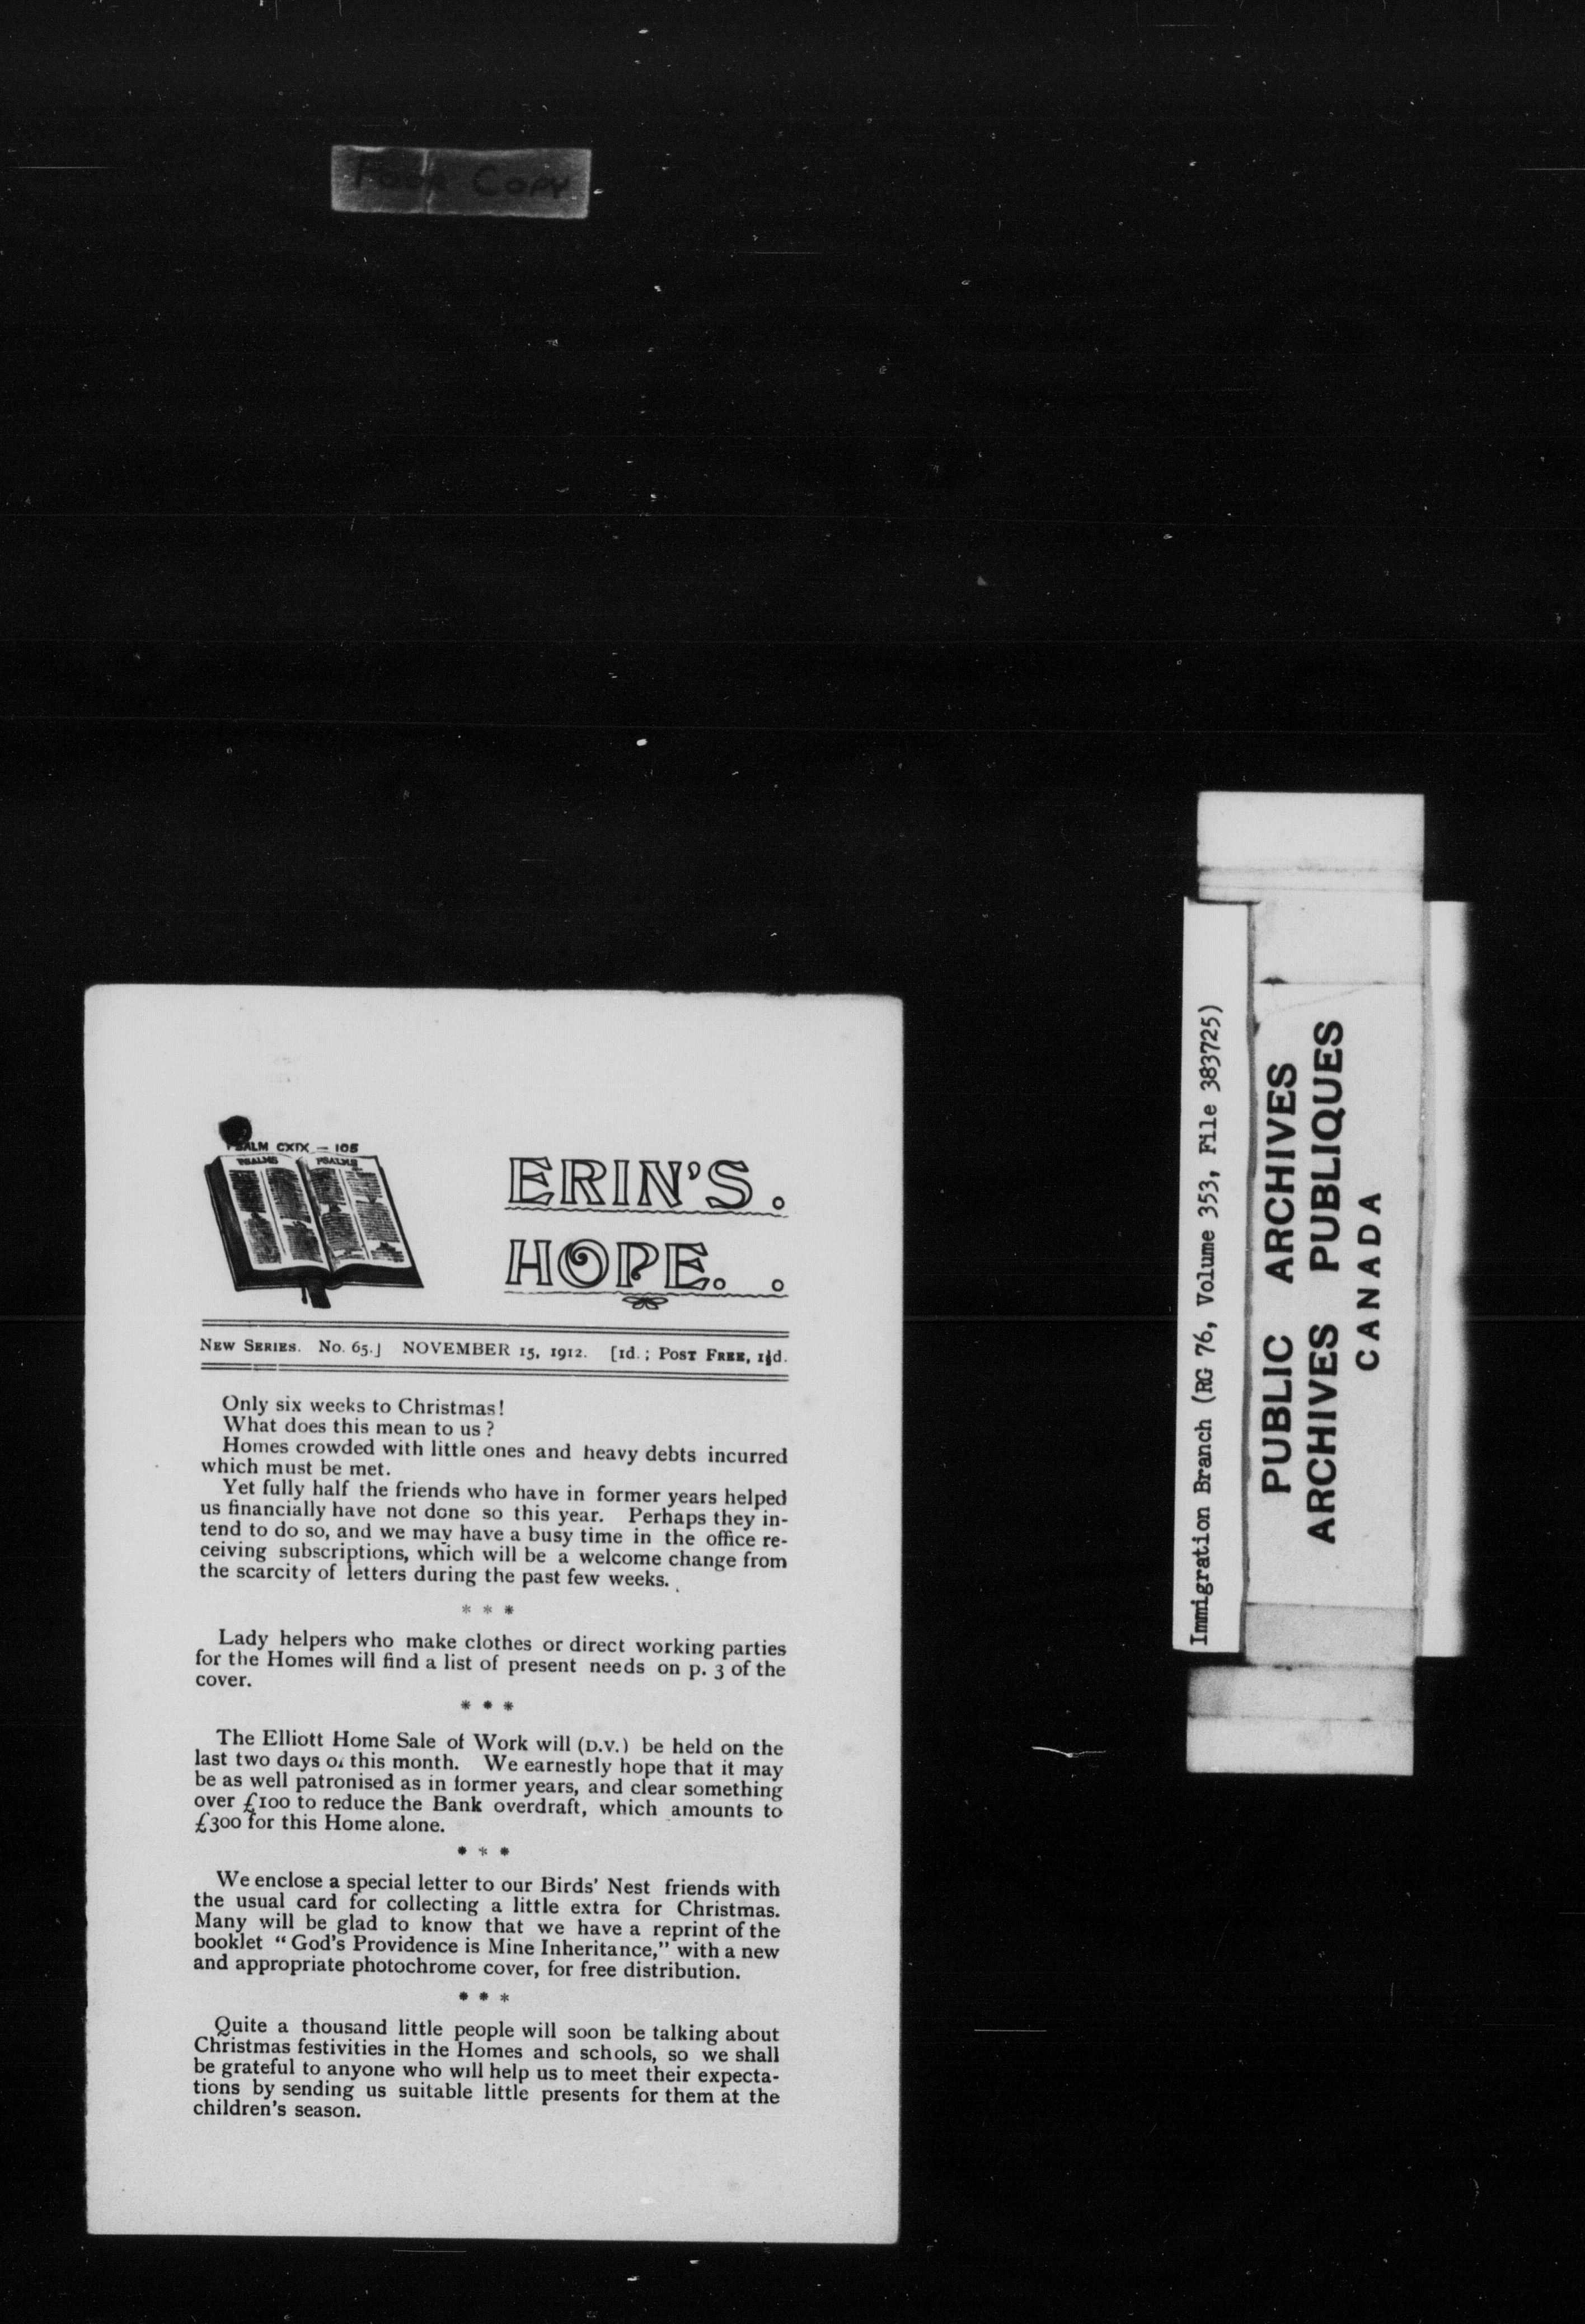 Poor Copy
PSALM CXIX — 105
PSALMS PSALMS
ERIN'S.
HOPE. .
NEW SERIES. No. 65.] NOVEMBER 15, 1912. [1d.; POST FREE, 1½d.
Only six weeks to Christmas!
What does this mean to us?
Homes crowded with little ones and heavy debts incurred
which must be met.
Yet fully half the friends who have in former years helped
us financially have not done so this year. Perhaps they in-
tend to do so, and we may have a busy time in the office re-
ceiving subscriptions, which will be a welcome change from
the scarcity of letters during the past few weeks.
* * *
Lady helpers who make clothes or direct working parties
for the Homes will find a list of present needs on p. 3 of the
cover.
* * *
The Elliott Home Sale of Work will (D.V.) be held on the
last two days of this month. We earnestly hope that it may
be as well patronised as in former years, and clear something
over £100 to reduce the Bank overdraft, which amounts to
£300 for this Home alone.
* * *
We enclose a special letter to our Birds' Nest friends with
the usual card for collecting a little extra for Christmas.
Many will be glad to know that we have a reprint of the
booklet "God's Providence is Mine Inheritance," with a new
and appropriate photochrome cover, for free distribution.
* * *
Quite a thousand little people will soon be talking about
Christmas festivities in the Homes and schools, so we shall
be grateful to anyone who will help us to meet their expecta-
tions by sending us suitable little presents for them at the
children's season.
Immigration Branch (RG 76, Volume 353, File 383725)
PUBLIC ARCHIVES
ARCHIVES PUBLIQUES
CANADA